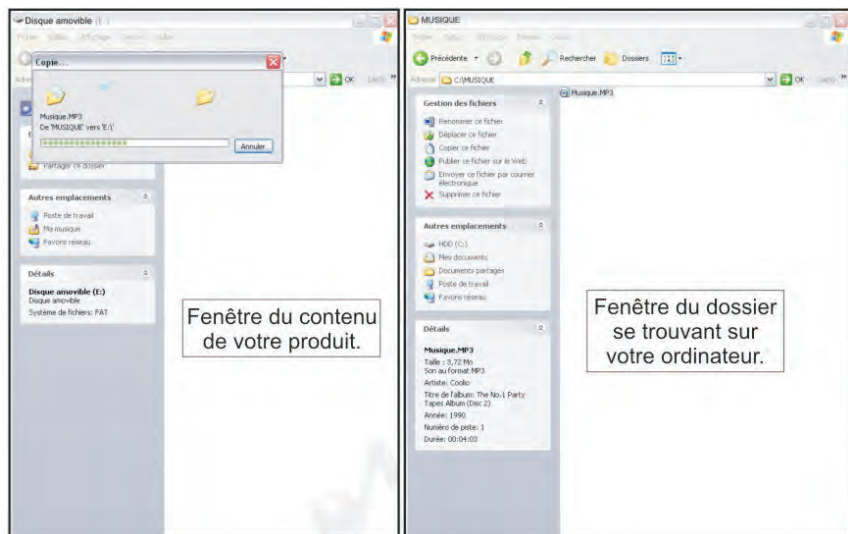 Disque amovible
Copie...
Musique.MP3
De 'MUSIQUE' vers 'E:\'
Annuler
OK
Partager ce dossier
Autres emplacements
Poste de travail
Ma musique
Favoris réseau
Détails
Disque amovible (E:)
Disque amovible
Système de fichiers: FAT
Fenêtre du contenu
de votre produit.
MUSIQUE
Précédente
Rechercher
Dossiers
C:\MUSIQUE
OK
Musique.MP3
Gestion des fichiers
Renommer ce fichier
Déplacer ce fichier
Copier ce fichier
Publier ce fichier sur le Web
Envoyer ce fichier par courrier
électronique
Supprimer ce fichier
Autres emplacements
HDD (C:)
Mes documents
Documents partagés
Poste de travail
Favoris réseau
Détails
Musique.MP3
Taille : 3,72 Mo
Son au format MP3
Artiste: Coolio
Titre de l'album: The No.1 Party
Tapes Album (Disc 2)
Année: 1990
Numéro de piste: 1
Durée: 00:04:03
Fenêtre du dossier
se trouvant sur
votre ordinateur.